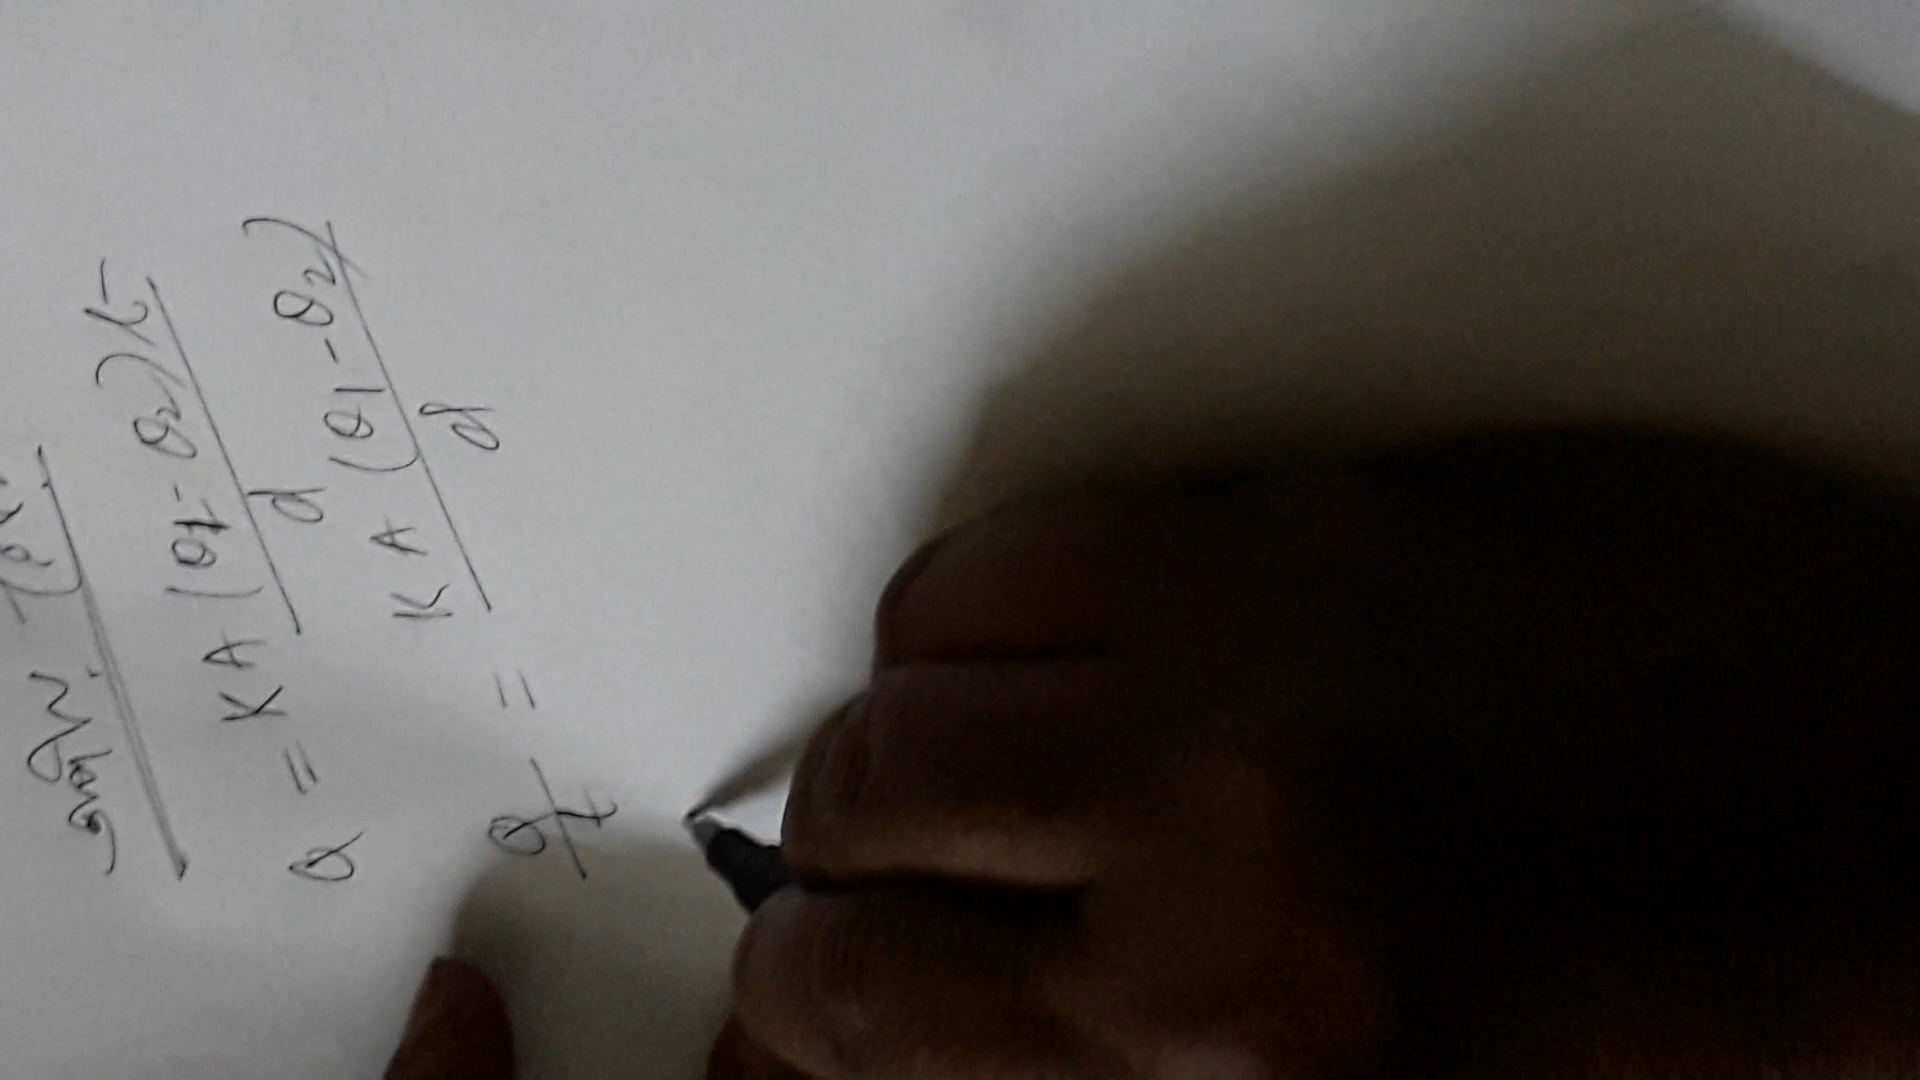 Q = KA(θ1 - θ2)t / d
Q/t = KA(θ1 - θ2) / d